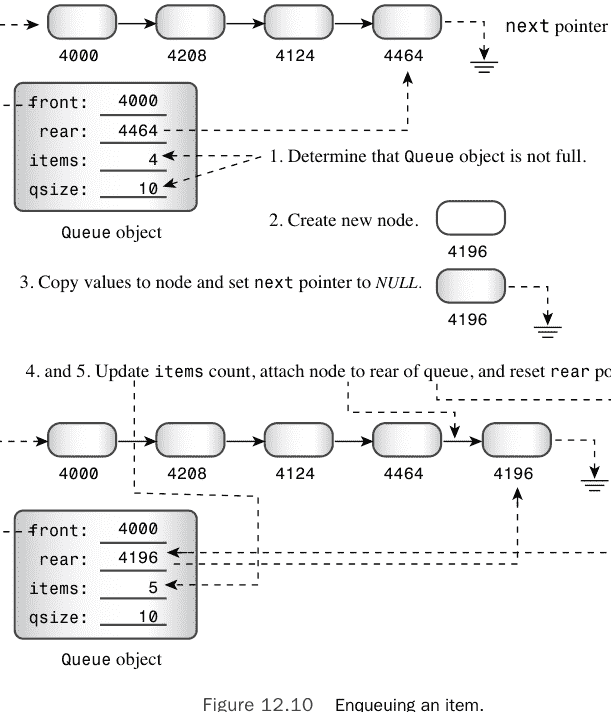 next pointer
4000 4208 4124 4464
front: 4000
rear: 4464
items: 4
1. Determine that Queue object is not full.
qsize: 10
Queue object
2. Create new node.
4196
3. Copy values to node and set next pointer to NULL.
4196
4. and 5. Update items count, attach node to rear of queue, and reset rear po
4000 4208 4124 4464 4196
front: 4000
rear: 4196
items: 5
qsize: 10
Queue object
Figure 12.10 Enqueuing an item.